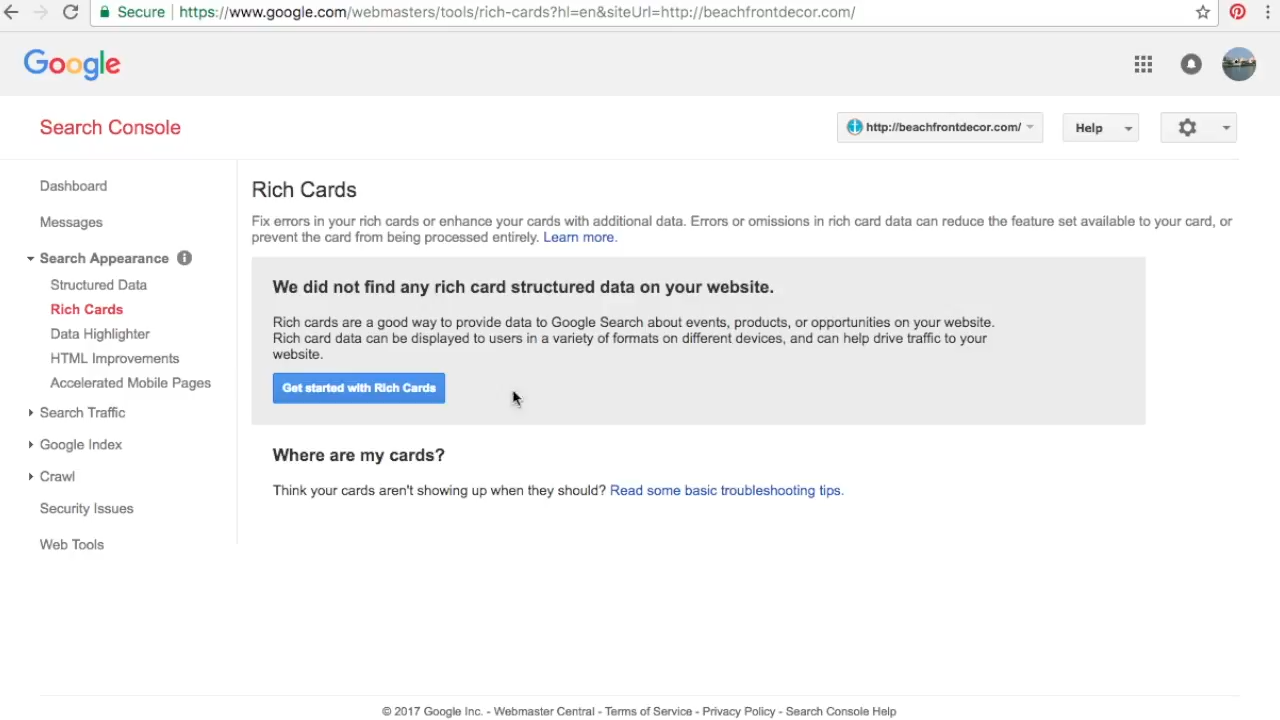 Secure https://www.google.com/webmasters/tools/rich-cards?hl=en&siteUrl=http://beachfrontdecor.com/
Google
Search Console
http://beachfrontdecor.com/
Help
Dashboard
Messages
Search Appearance
Structured Data
Rich Cards
Data Highlighter
HTML Improvements
Accelerated Mobile Pages
Search Traffic
Google Index
Crawl
Security Issues
Web Tools
Rich Cards
Fix errors in your rich cards or enhance your cards with additional data. Errors or omissions in rich card data can reduce the feature set available to your card, or
prevent the card from being processed entirely. Learn more.
We did not find any rich card structured data on your website.
Rich cards are a good way to provide data to Google Search about events, products, or opportunities on your website.
Rich card data can be displayed to users in a variety of formats on different devices, and can help drive traffic to your
website.
Get started with Rich Cards
Where are my cards?
Think your cards aren't showing up when they should? Read some basic troubleshooting tips.
© 2017 Google Inc. - Webmaster Central - Terms of Service - Privacy Policy - Search Console Help